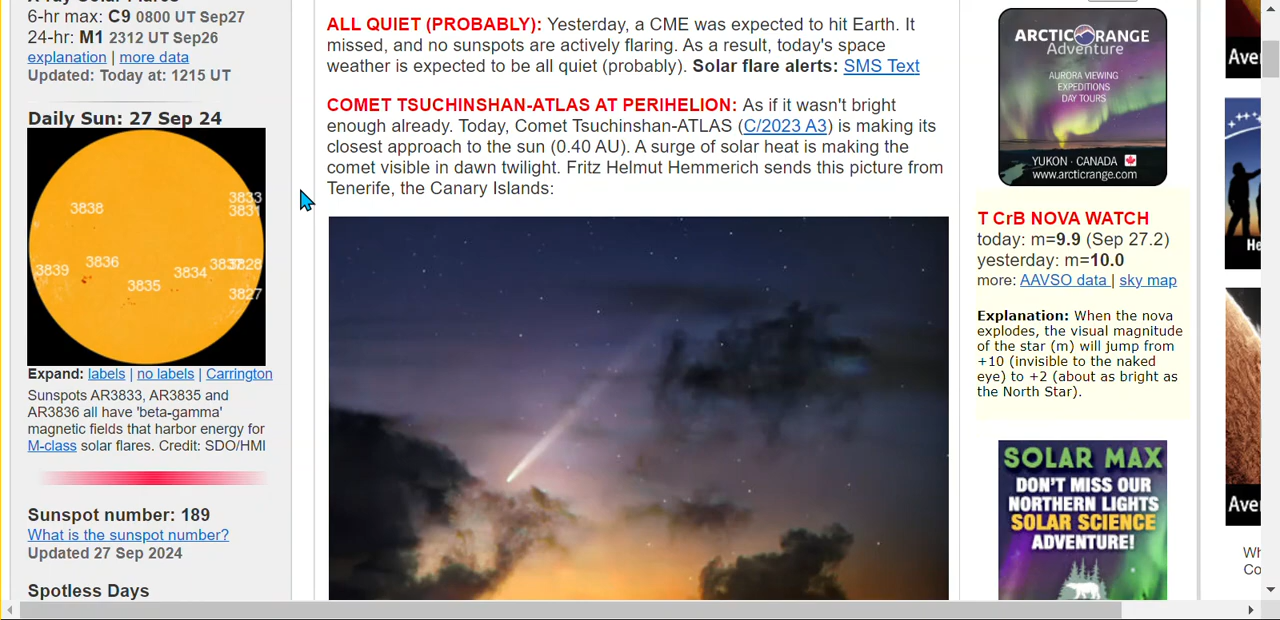 6-hr max: C9 0800 UT Sep27
24-hr: M1 2312 UT Sep26
explanation | more data
Updated: Today at: 1215 UT
Daily Sun: 27 Sep 24
3833
3831
3838
3836
3839
3834
3828
3835
3827
Expand: labels | no labels | Carrington
Sunspots AR3833, AR3835 and
AR3836 all have 'beta-gamma'
magnetic fields that harbor energy for
M-class solar flares. Credit: SDO/HMI
Sunspot number: 189
What is the sunspot number?
Updated 27 Sep 2024
Spotless Days
ALL QUIET (PROBABLY): Yesterday, a CME was expected to hit Earth. It
missed, and no sunspots are actively flaring. As a result, today's space
weather is expected to be all quiet (probably). Solar flare alerts: SMS Text
COMET TSUCHINSHAN-ATLAS AT PERIHELION: As if it wasn't bright
enough already. Today, Comet Tsuchinshan-ATLAS (C/2023 A3) is making its
closest approach to the sun (0.40 AU). A surge of solar heat is making the
comet visible in dawn twilight. Fritz Helmut Hemmerich sends this picture from
Tenerife, the Canary Islands:
ARCTIC RANGE
Adventure
AURORA VIEWING
EXPEDITIONS
DAY TOURS
YUKON · CANADA
www.arcticrange.com
T CrB NOVA WATCH
today: m=9.9 (Sep 27.2)
yesterday: m=10.0
more: AAVSO data | sky map
Explanation: When the nova
explodes, the visual magnitude
of the star (m) will jump from
+10 (invisible to the naked
eye) to +2 (about as bright as
the North Star).
SOLAR MAX
DON'T MISS OUR
NORTHERN LIGHTS
SOLAR SCIENCE
ADVENTURE!
Ave
He
Ave
Co